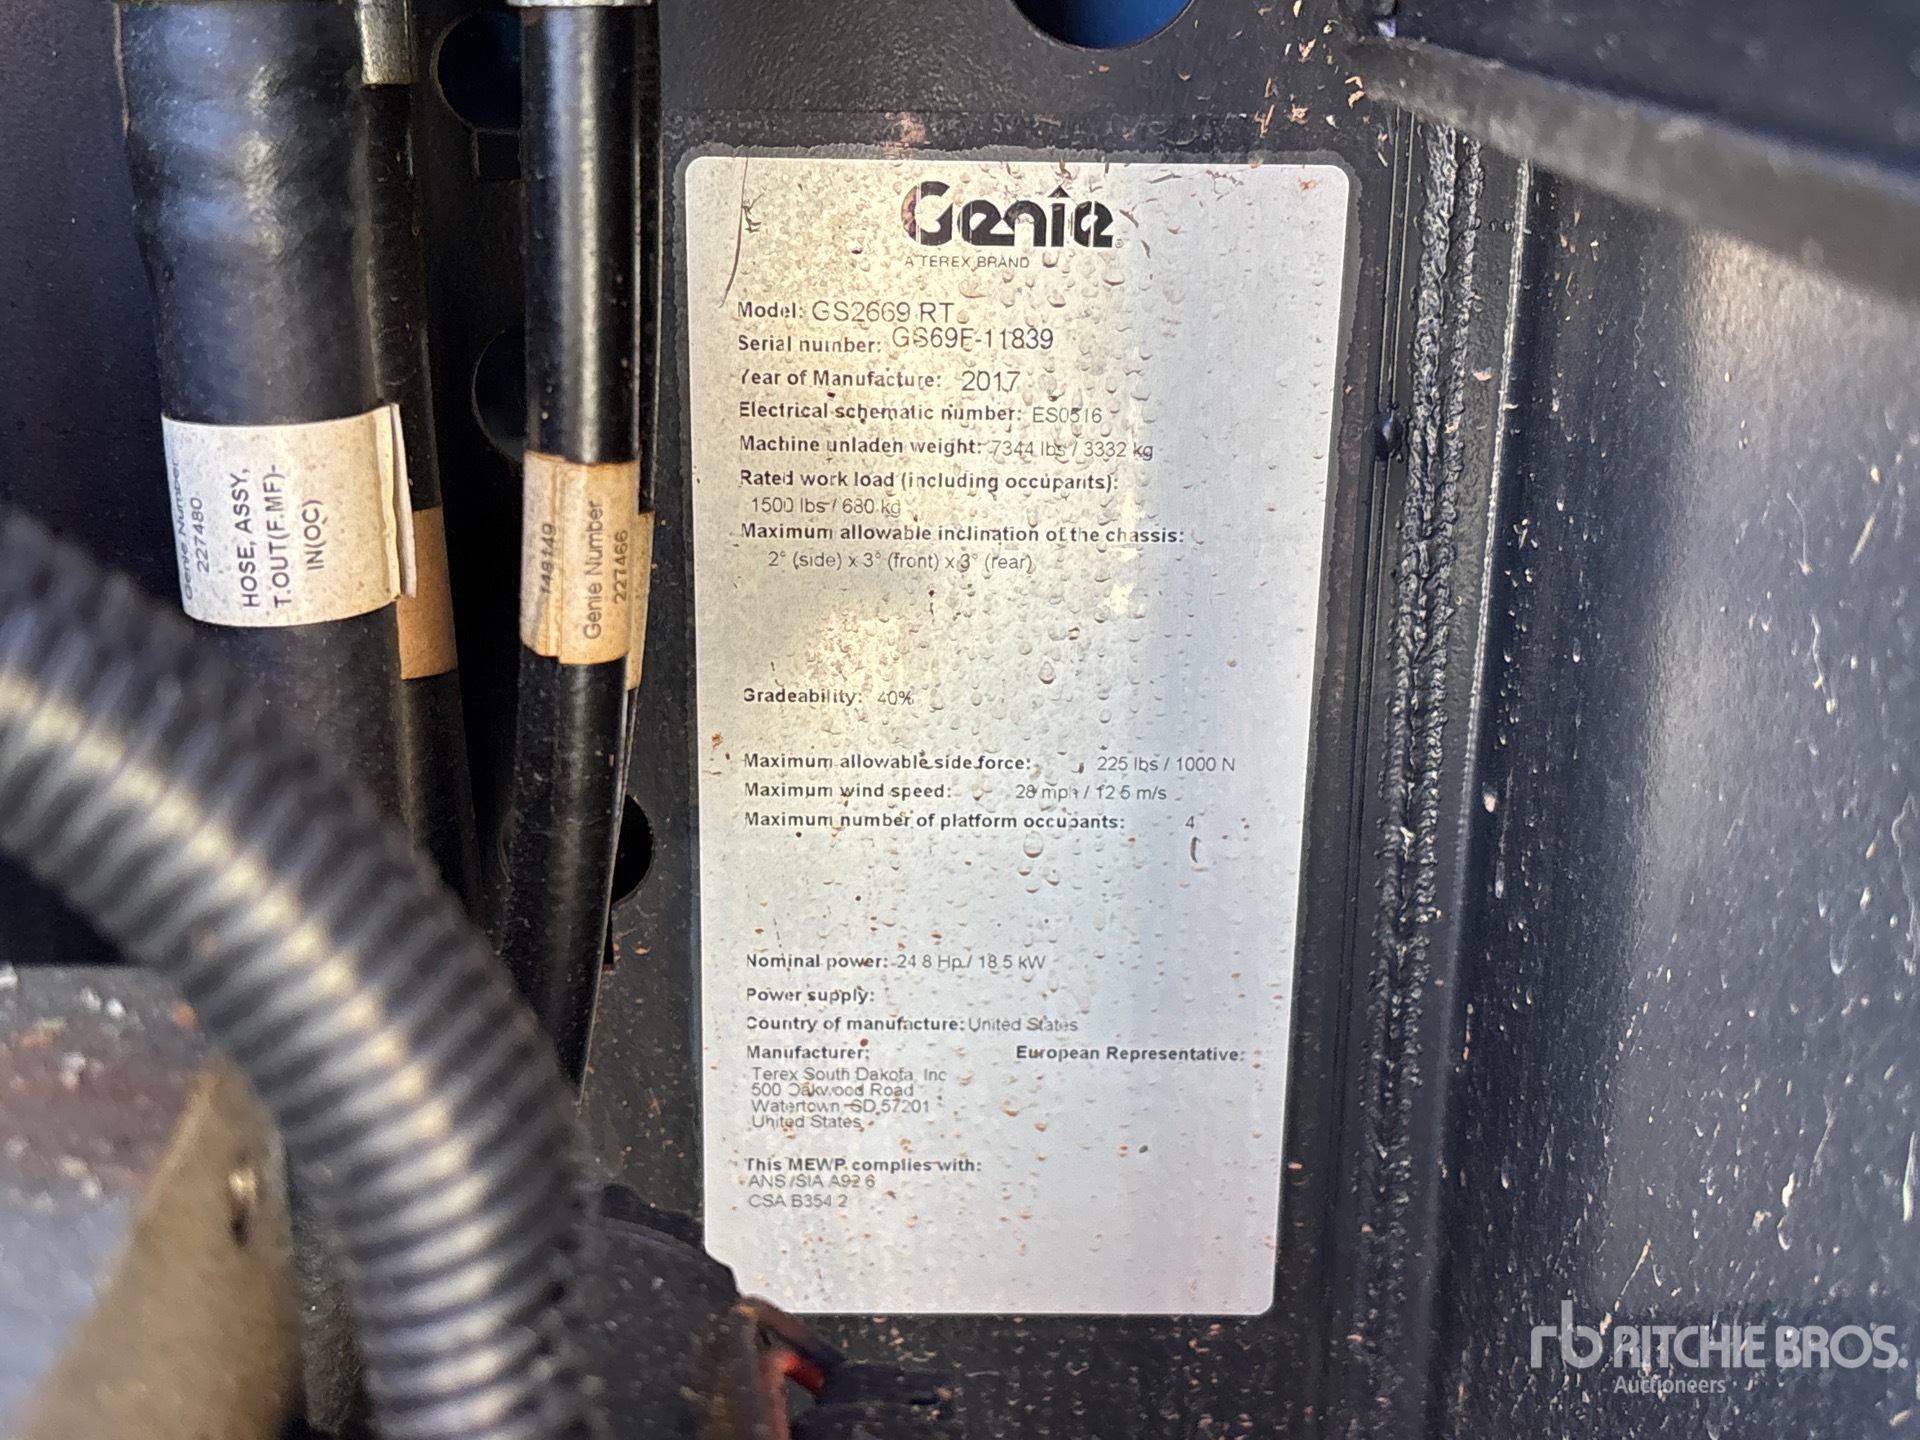 Genie
A TEREX BRAND
Model: GS2669 RT
Serial number: GS69F-11839
Year of Manufacture: 2017
Electrical schematic number: ES0516
Machine unladen weight: 7344 lbs / 3332 kg
Rated work load (including occupants):
1500 lbs / 680 kg
Maximum allowable inclination of the chassis:
2° (side) x 3° (front) x 3° (rear)
Gradeability: 40%
Maximum allowable side force: 225 lbs / 1000 N
Maximum wind speed: 28 mph / 12.5 m/s
Maximum number of platform occupants: 4
Nominal power: 24.8 Hp / 18.5 kW
Power supply:
Country of manufacture: United States
Manufacturer: European Representative:
Terex South Dakota, Inc
500 Oakwood Road
Watertown, SD 57201
United States
This MEWP complies with:
ANSI/SIA A92.6
CSA B354.2
Genie Number
227480
HOSE, ASSY,
T.OUT(F.MF)-
IN(OC)
148149
Genie Number
227466
rb RITCHIE BROS.
Auctioneers